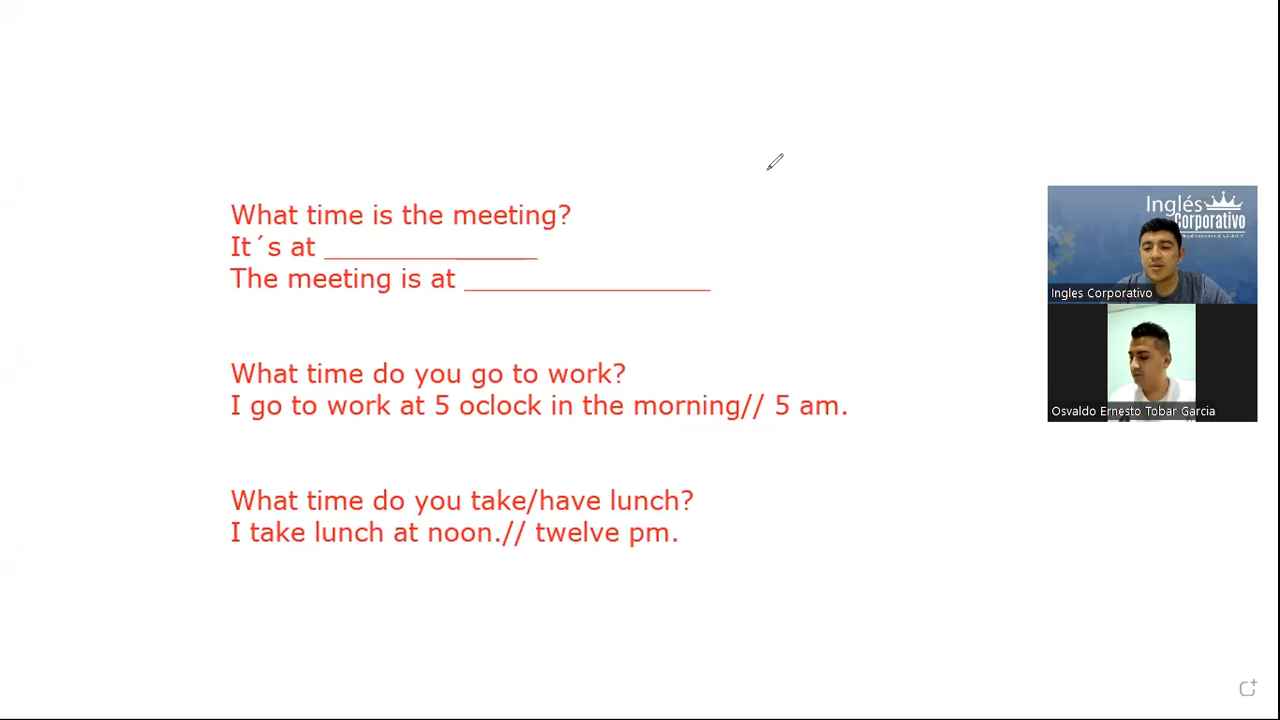 What time is the meeting?
It´s at _______________
The meeting is at _________________
What time do you go to work?
I go to work at 5 oclock in the morning// 5 am.
What time do you take/have lunch?
I take lunch at noon.// twelve pm.
Inglés
Corporativo
Ingles Corporativo
Osvaldo Ernesto Tobar Garcia